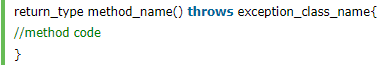 return_type method_name() throws exception_class_name{
//method code
}